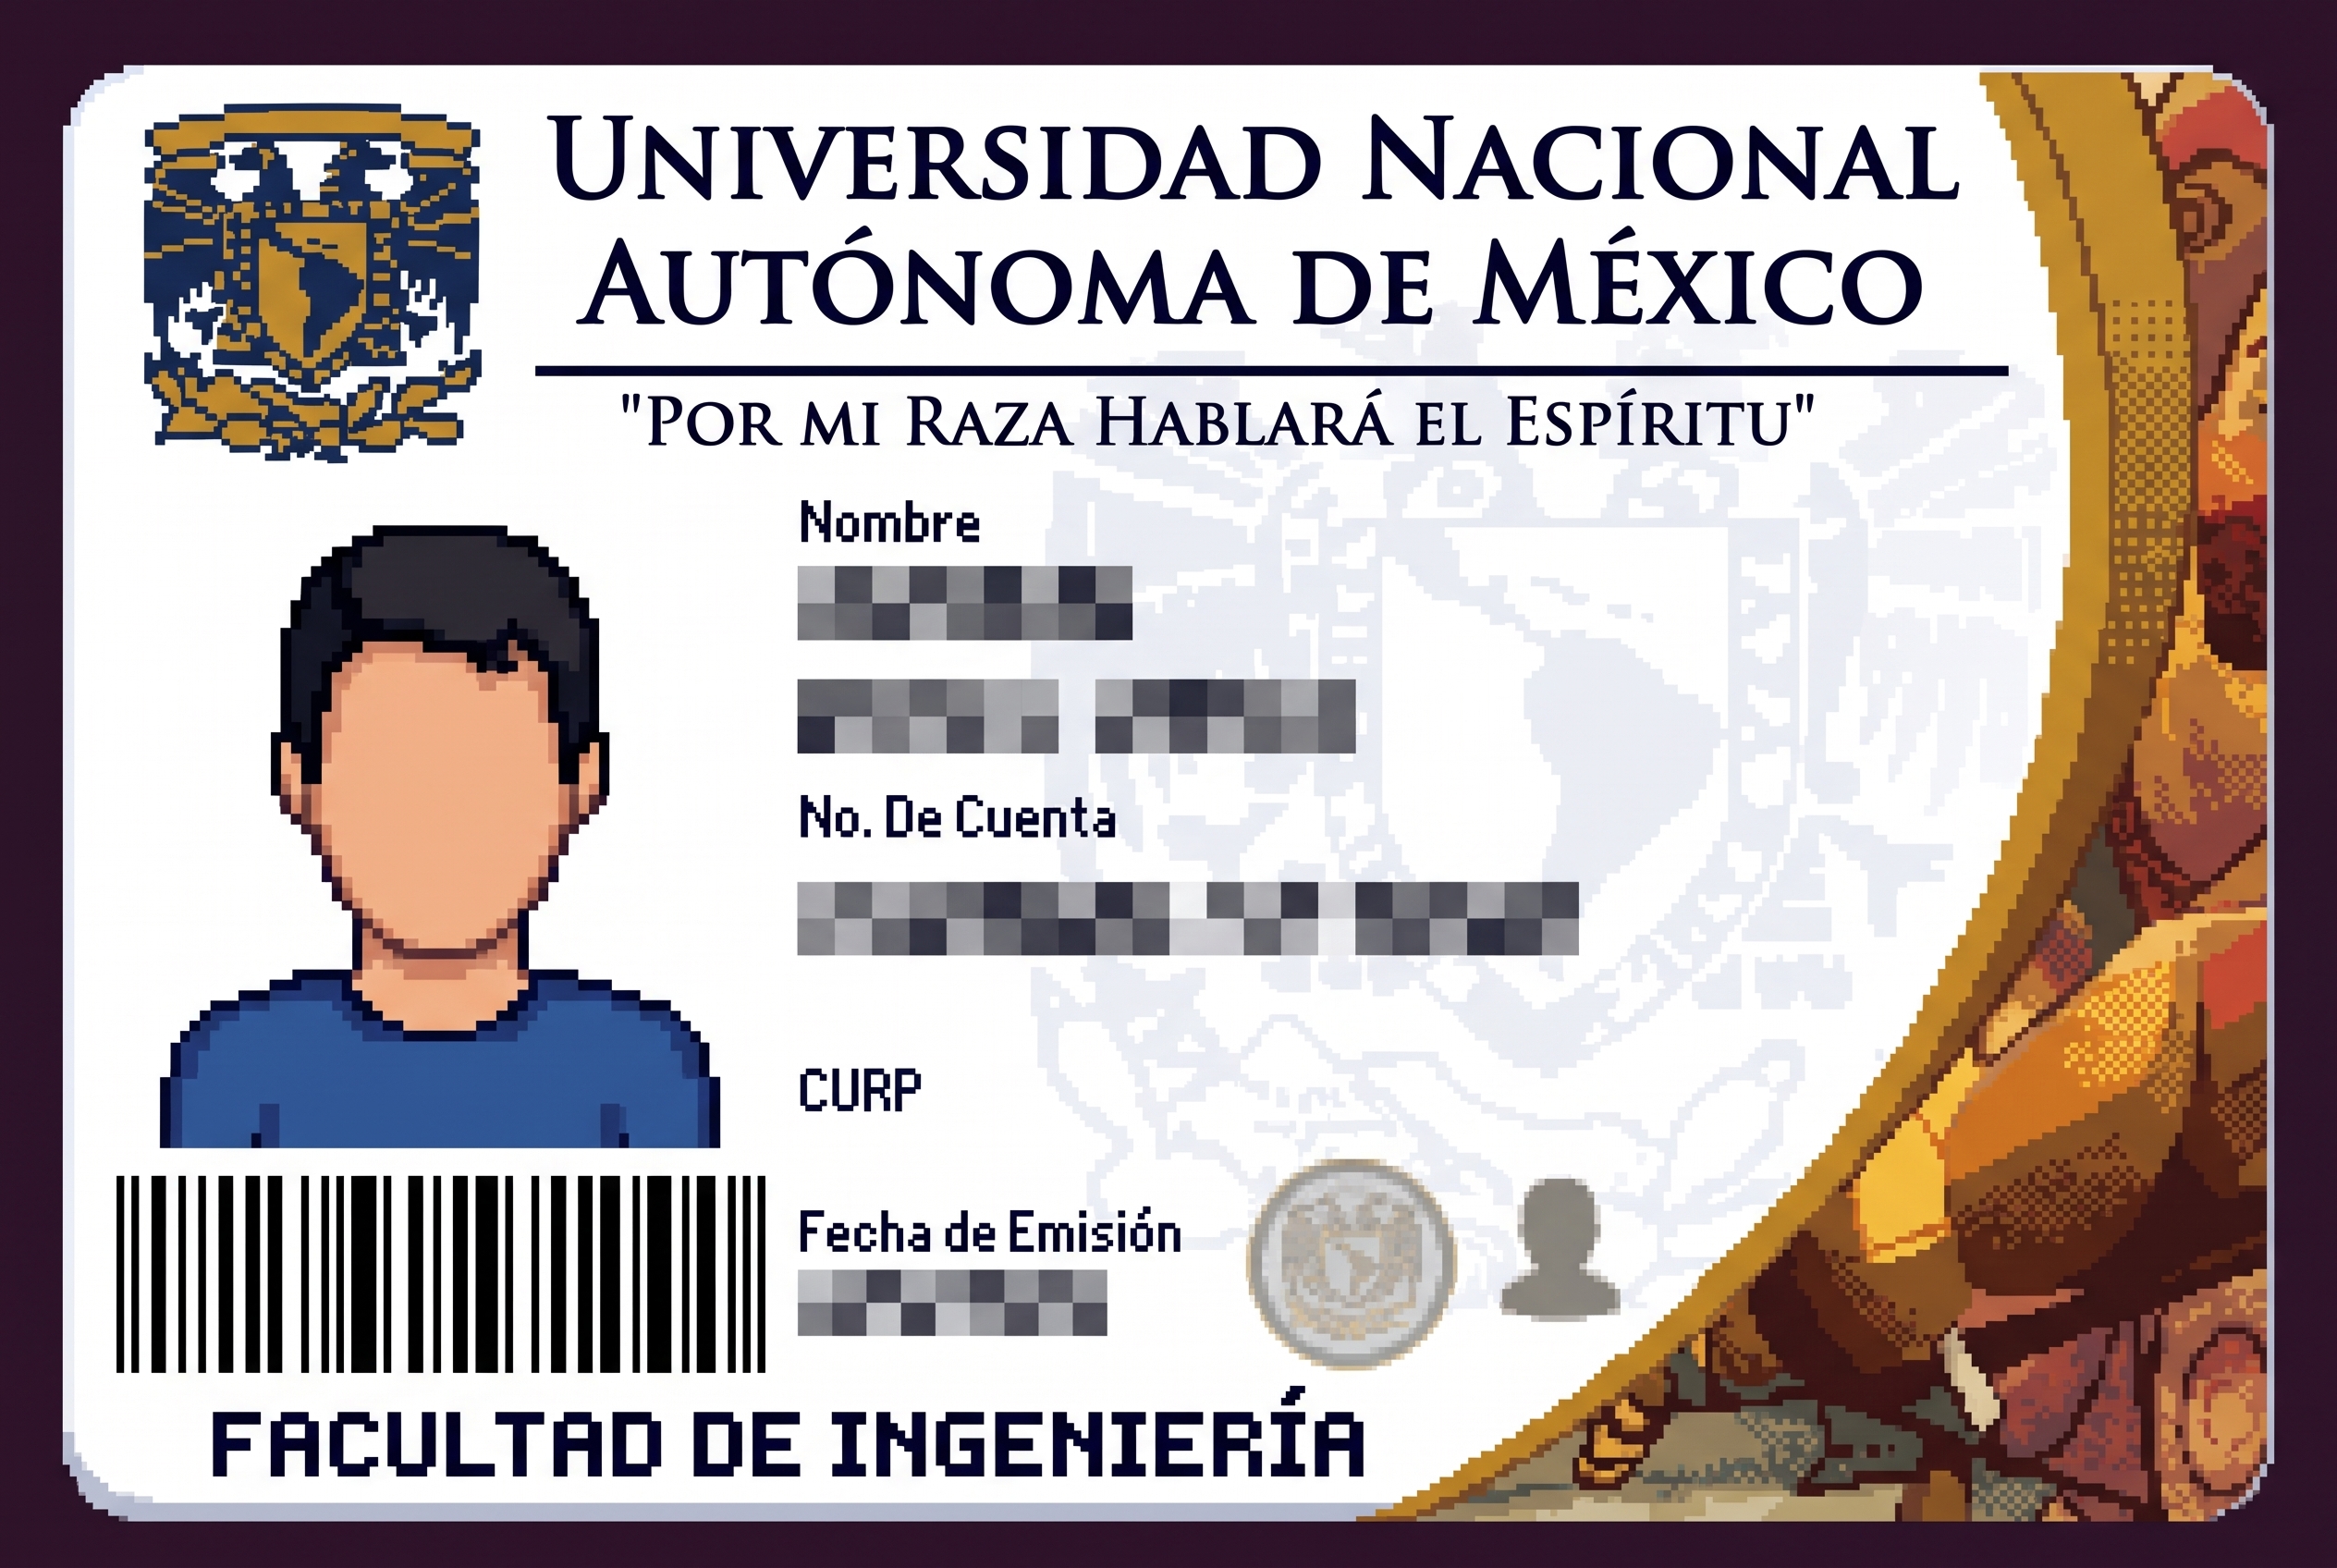 UNIVERSIDAD NACIONAL
AUTÓNOMA DE MÉXICO
"POR MI RAZA HABLARÁ EL ESPÍRITU"
Nombre
No. De Cuenta
CURP
Fecha de Emisión
FACULTAD DE INGENIERÍA